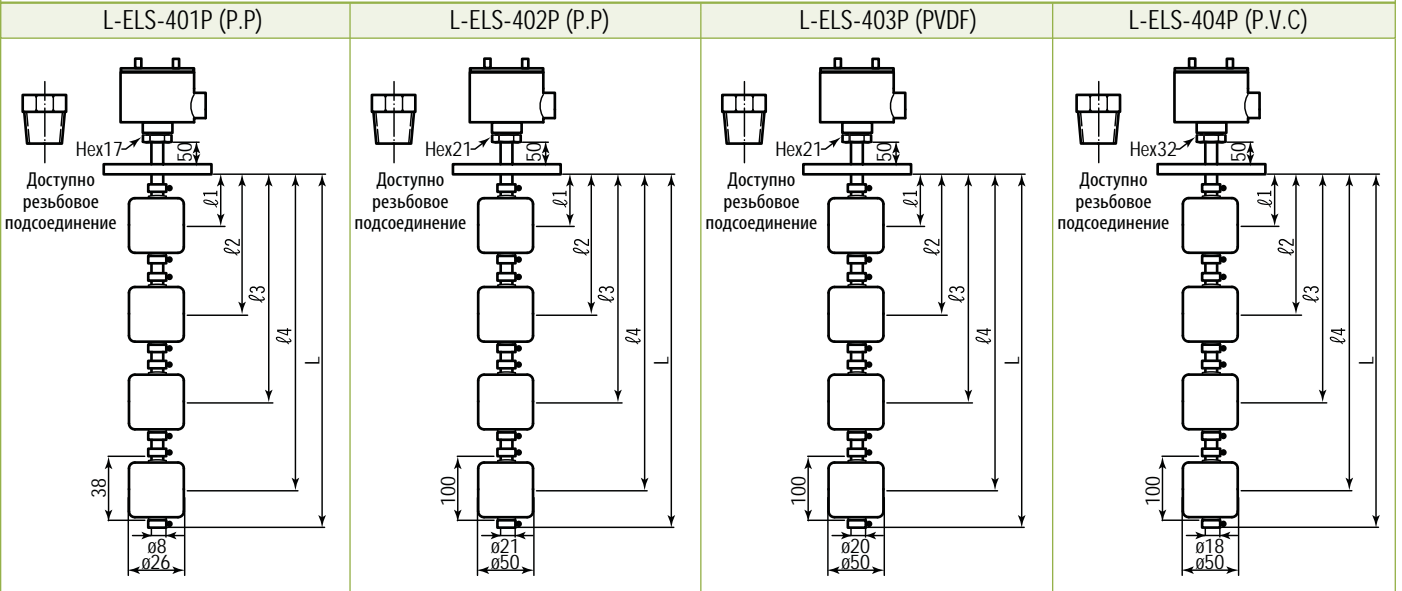 L-ELS-401P (P.P)
L-ELS-402P (P.P)
L-ELS-403P (PVDF)
L-ELS-404P (P.V.C)
Hex17
50
Доступно
резьбовое
подсоединение
ℓ1
ℓ2
ℓ3
ℓ4
L
38
ø8
ø26
Hex21
50
Доступно
резьбовое
подсоединение
ℓ1
ℓ2
ℓ3
ℓ4
L
100
ø21
ø50
Hex21
50
Доступно
резьбовое
подсоединение
ℓ1
ℓ2
ℓ3
ℓ4
L
100
ø20
ø50
Hex32
50
Доступно
резьбовое
подсоединение
ℓ1
ℓ2
ℓ3
ℓ4
L
100
ø18
ø50